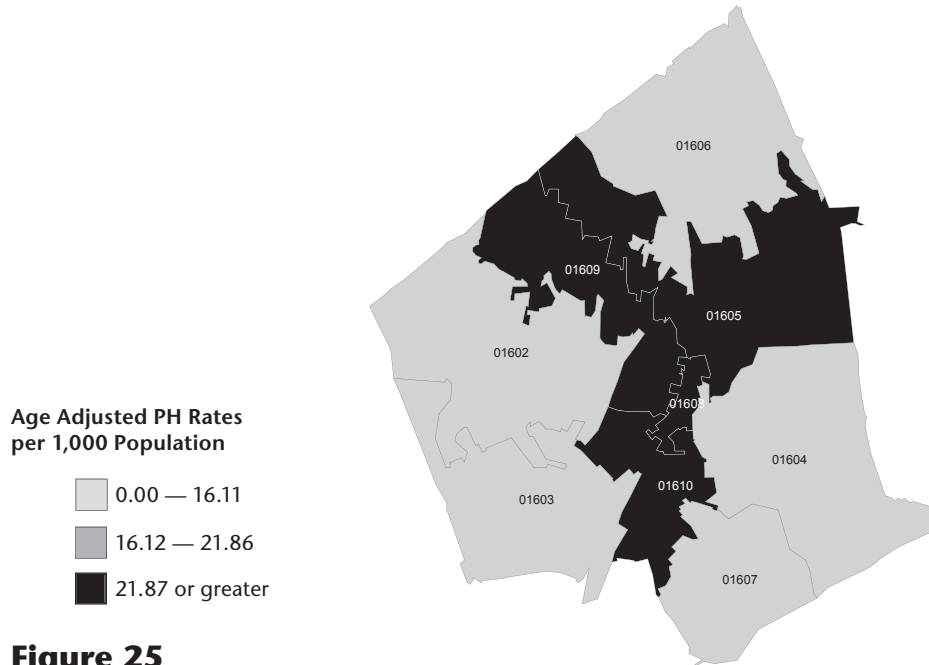 01606
01609
01605
01602
01608
01604
01610
01603
01607
Age Adjusted PH Rates
per 1,000 Population
0.00 — 16.11
16.12 — 21.86
21.87 or greater
Figure 25